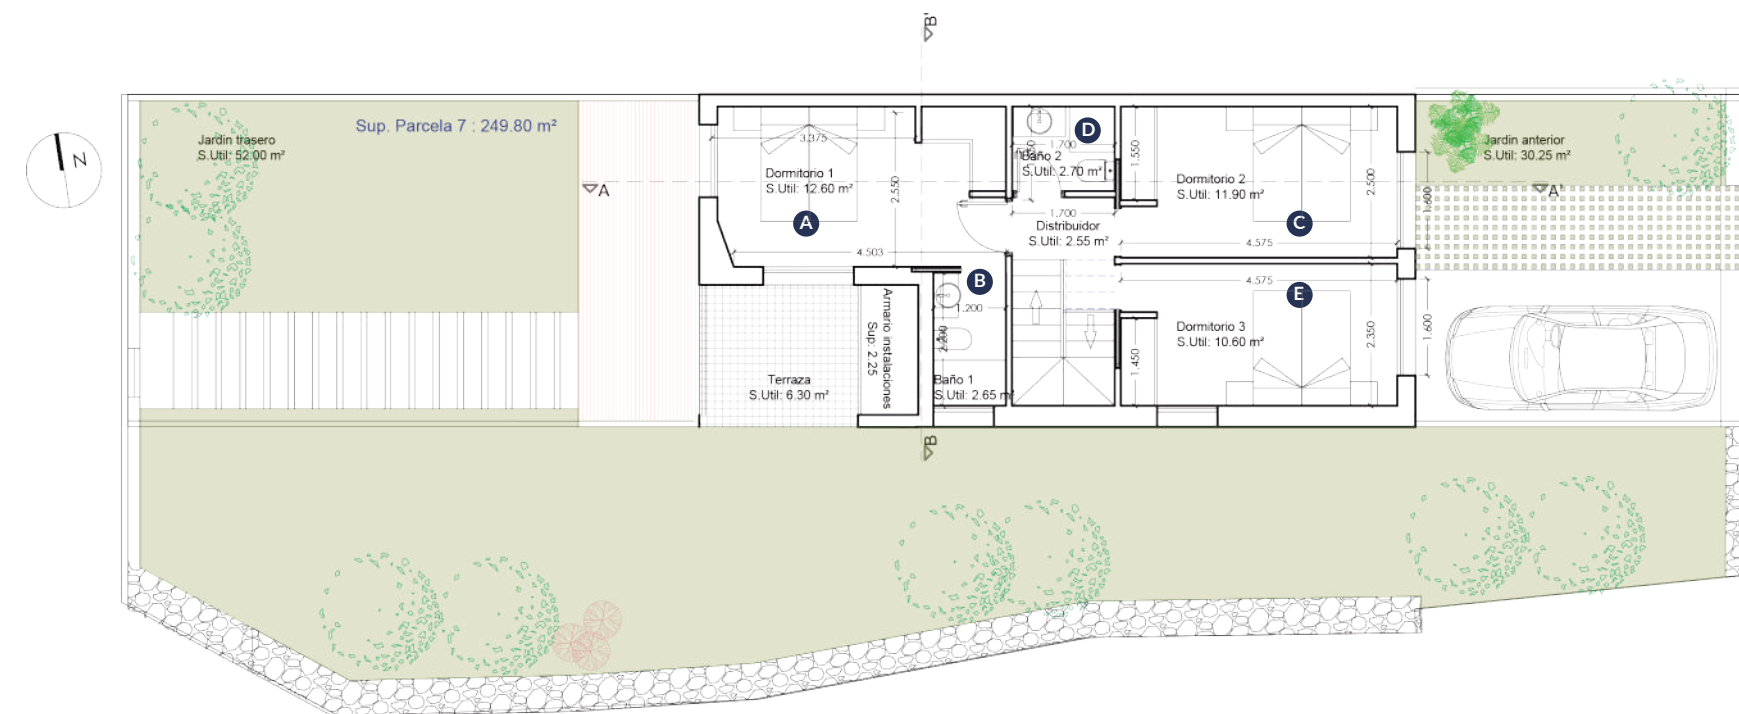 B'
Sup. Parcela 7 : 249.80 m²
Jardin trasero
S.Util: 52.00 m²
N
A
3.375
Dormitorio 1
S.Util: 12.60 m²
2.550
A
4.503
D
1.700
Baño 2
S.Util: 2.70 m²
1.550
Dormitorio 2
S.Util: 11.90 m²
2.500
C
4.575
1.600
Jardin anterior
S.Util: 30.25 m²
A'
1.700
Distribuidor
S.Util: 2.55 m²
B
1.200
2.200
Baño 1
S.Util: 2.65 m²
Armario instalaciones
Sup: 2.25
Terraza
S.Util: 6.30 m²
4.575
E
Dormitorio 3
S.Util: 10.60 m²
1.450
2.350
1.600
B